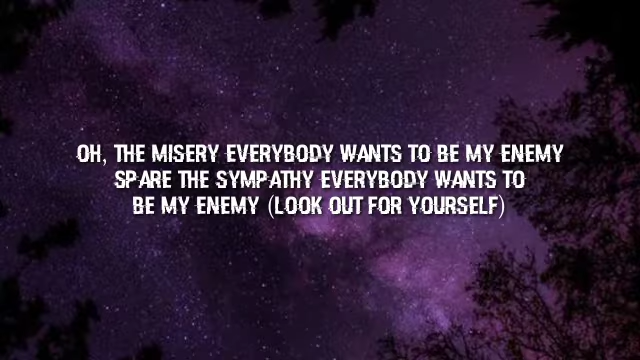 OH, THE MISERY EVERYBODY WANTS TO BE MY ENEMY
SPARE THE SYMPATHY EVERYBODY WANTS TO
BE MY ENEMY (LOOK OUT FOR YOURSELF)